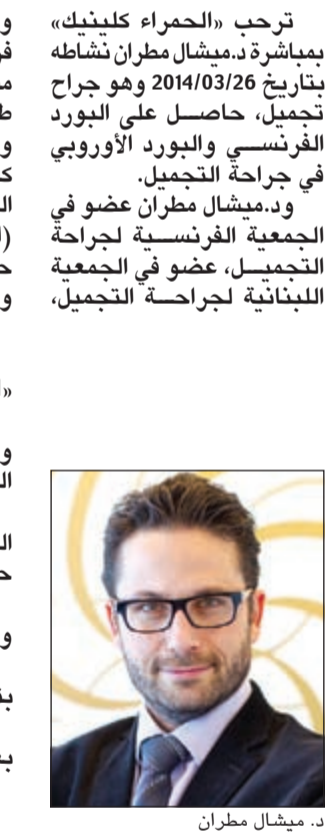 ترحب «الحمراء كلينيك»
بمباشرة د.ميشال مطران نشاطه
بتاريخ 2014/03/26 وهو جراح
تجميل، حاصل على البورد
الفرنسي والبورد الأوروبي
في جراحة التجميل.
ود.ميشال مطران عضو في
الجمعية الفرنسية لجراحة
التجميل، عضو في الجمعية
اللبنانية لجراحة التجميل،
د. ميشال مطران